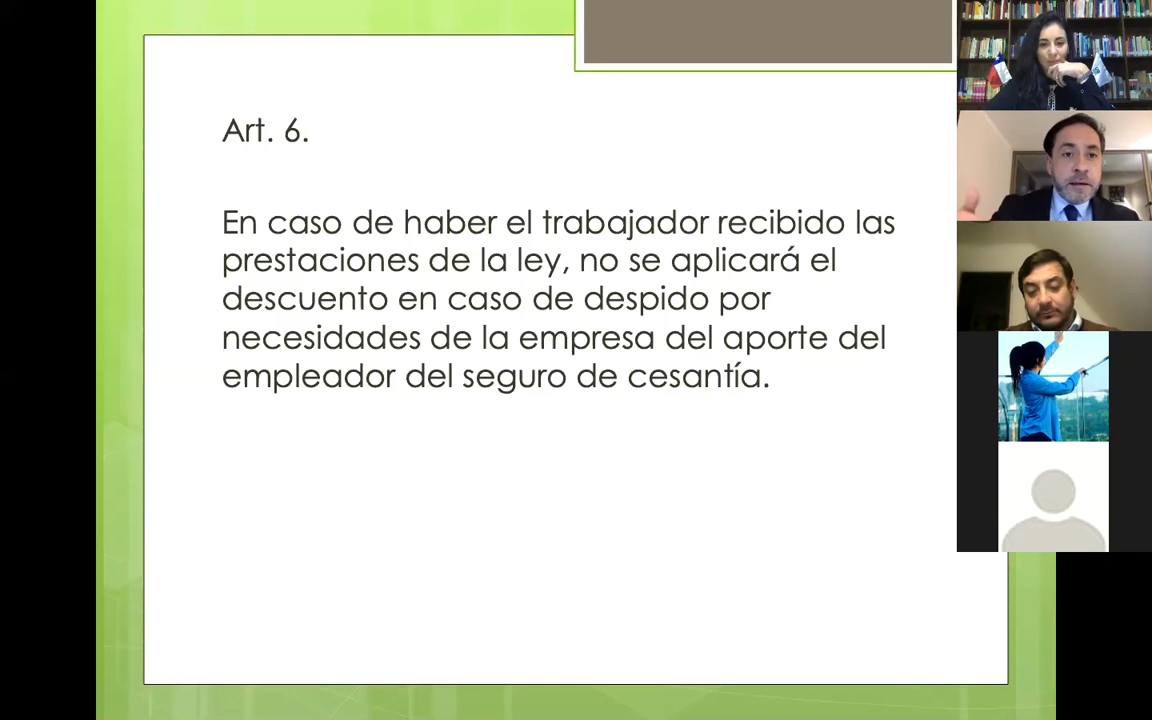 Art. 6.
En caso de haber el trabajador recibido las
prestaciones de la ley, no se aplicará el
descuento en caso de despido por
necesidades de la empresa del aporte del
empleador del seguro de cesantía.